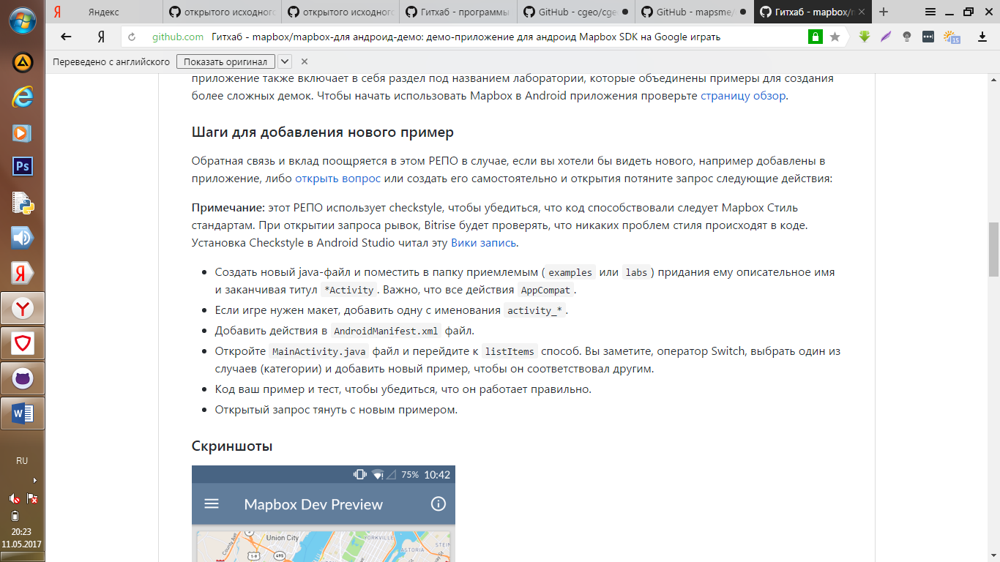 Яндекс
открытого исходного
открытого исходног
Гитхаб - программы
GitHub - cgeo/cge
GitHub - mapsme/
Гитхаб - mapbox/m
Я
github.com Гитхаб - mapbox/mapbox-для андроид-демо: демо-приложение для андроид Mapbox SDK на Google играть
15
Переведено с английского Показать оригинал
приложение также включает в себя раздел под названием лаборатории, которые объединены примеры для создания
более сложных демок. Чтобы начать использовать Mapbox в Android приложения проверьте страницу обзор.
Шаги для добавления нового пример
Обратная связь и вклад поощряется в этом РЕПО в случае, если вы хотели бы видеть нового, например добавлены в
приложение, либо открыть вопрос или создать его самостоятельно и открытия потяните запрос следующие действия:
Примечание: этот РЕПО использует checkstyle, чтобы убедиться, что код способствовали следует Mapbox Стиль
стандартам. При открытии запроса рывок, Bitrise будет проверять, что никаких проблем стиля происходят в коде.
Установка Checkstyle в Android Studio читал эту Вики запись.
Создать новый java-файл и поместить в папку приемлемым ( examples или labs ) придания ему описательное имя
и заканчивая титул *Activity . Важно, что все действия AppCompat .
Если игре нужен макет, добавить одну с именования activity_* .
Добавить действия в AndroidManifest.xml файл.
Откройте MainActivity.java файл и перейдите к listItems способ. Вы заметите, оператор Switch, выбрать один из
случаев (категории) и добавить новый пример, чтобы он соответствовал другим.
Код ваш пример и тест, чтобы убедиться, что он работает правильно.
Открытый запрос тянуть с новым примером.
Скриншоты
75% 10:42
Mapbox Dev Preview
Union City
YORKVILLE
ASTORIA
STEIN
County Ave
1-9
495
Ps
RU
20:23
11.05.2017